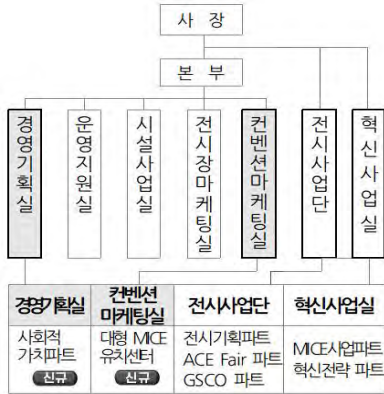 사 장
본 부
경영기획실
운영지원실
시설사업실
전시장마케팅실
컨벤션마케팅실
전시사업단
혁신사업실
경영기획실
컨벤션
마케팅실
전시사업단
혁신사업실
사회적
가치파트
신규
대형 MICE
유치센터
신규
전시기획파트
ACE Fair 파트
GSCO 파트
MICE사업파트
혁신전략 파트